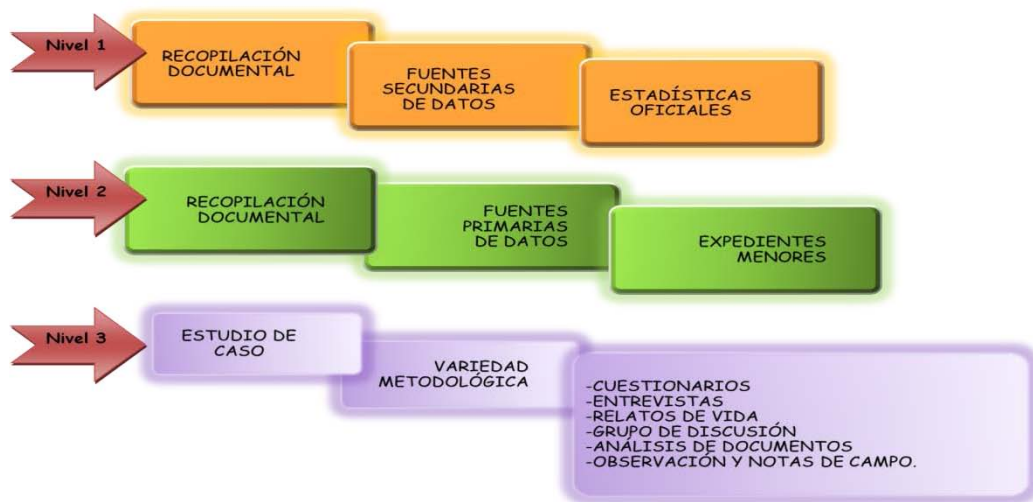 Nivel 1
RECOPILACIÓN
DOCUMENTAL
FUENTES
SECUNDARIAS
DE DATOS
ESTADÍSTICAS
OFICIALES
Nivel 2
RECOPILACIÓN
DOCUMENTAL
FUENTES
PRIMARIAS
DE DATOS
EXPEDIENTES
MENORES
Nivel 3
ESTUDIO DE
CASO
VARIEDAD
METODOLÓGICA
-CUESTIONARIOS
-ENTREVISTAS
-RELATOS DE VIDA
-GRUPO DE DISCUSIÓN
-ANÁLISIS DE DOCUMENTOS
-OBSERVACIÓN Y NOTAS DE CAMPO.